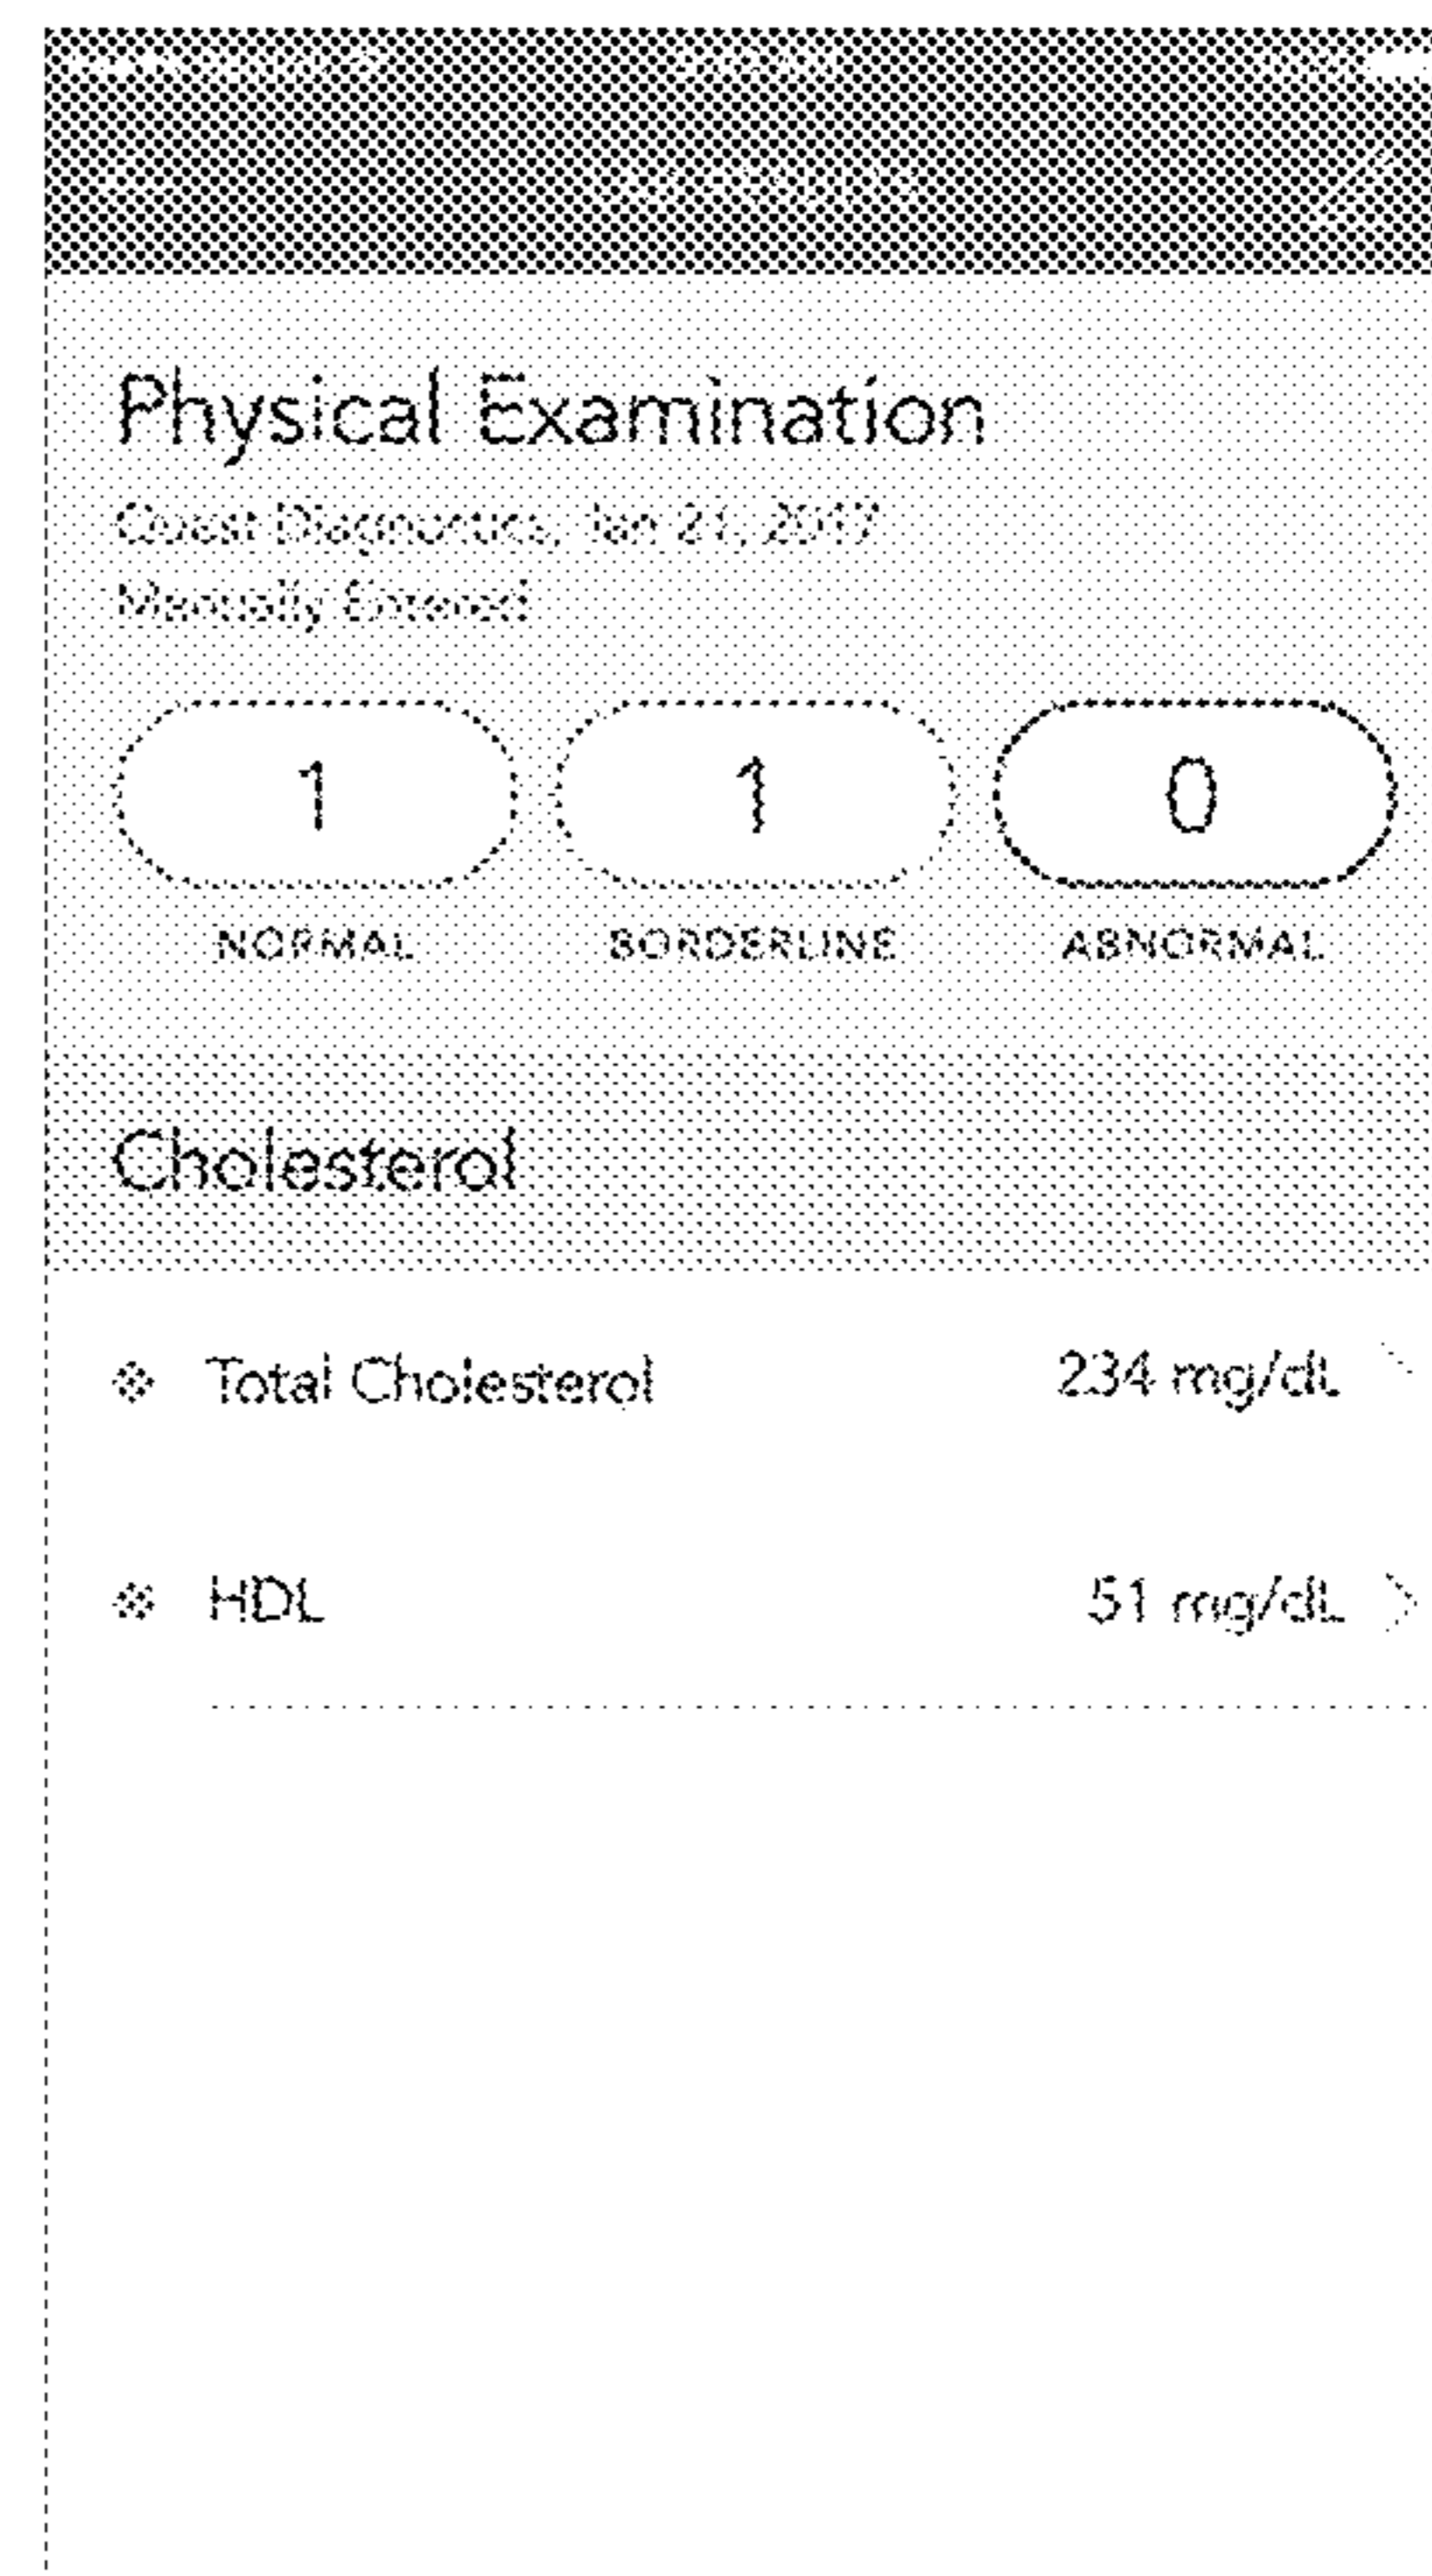 Physical Examination
Quest Diagnostics, Jan 21, 2017
Manually Entered
1 1 0
NORMAL BORDERLINE ABNORMAL
Cholesterol
Total Cholesterol 234 mg/dL
HDL 51 mg/dL